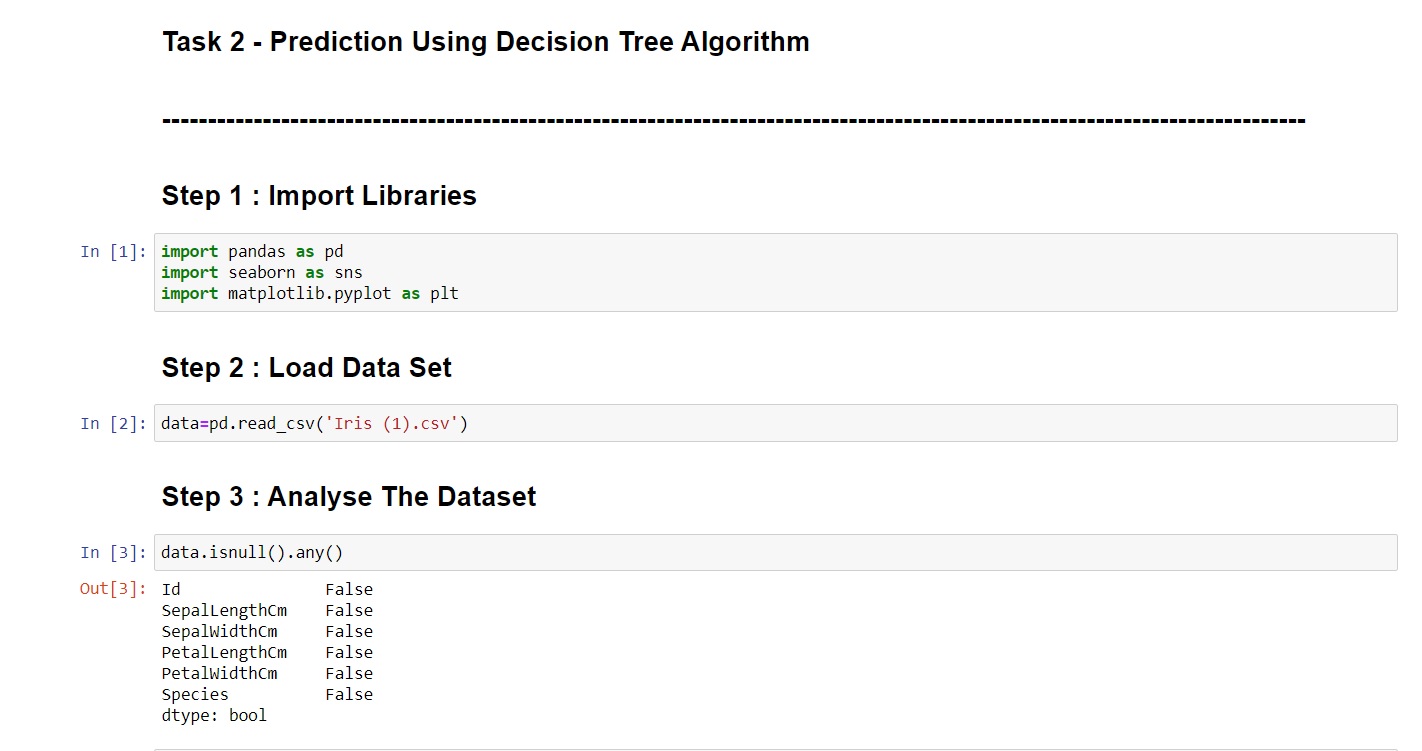 Task 2 - Prediction Using Decision Tree Algorithm
-----------------------------------------------------------------------------------------------------------------------------
Step 1 : Import Libraries
In [1]: import pandas as pd
import seaborn as sns
import matplotlib.pyplot as plt
Step 2 : Load Data Set
In [2]: data=pd.read_csv('Iris (1).csv')
Step 3 : Analyse The Dataset
In [3]: data.isnull().any()
Out[3]: Id False
SepalLengthCm False
SepalWidthCm False
PetalLengthCm False
PetalWidthCm False
Species False
dtype: bool